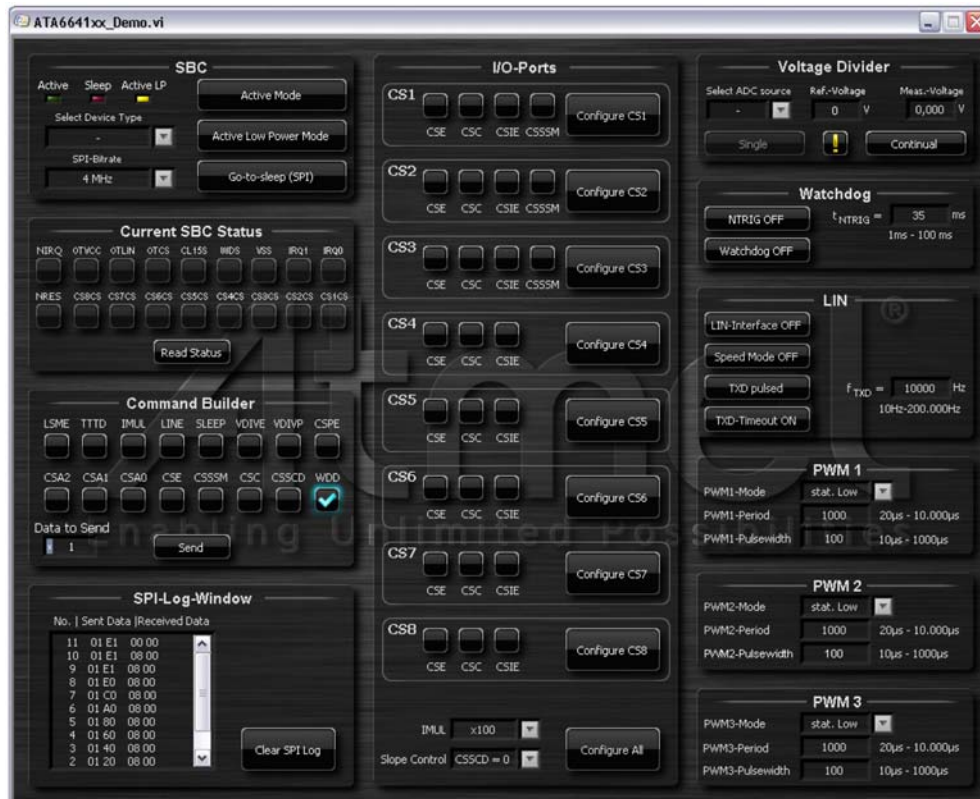 ATA6641xx_Demo.vi
SBC
Active Sleep Active LP
Active Mode
Select Device Type
-
Active Low Power Mode
SPI-Bitrate
4 MHz
Go-to-sleep (SPI)
Current SBC Status
NIRQ OTVCC OTLIN OTCS CL15S WDS VSS IRQ1 IRQ0
NRES CS8CS CS7CS CS6CS CS5CS CS4CS CS3CS CS2CS CS1CS
Read Status
Command Builder
LSME TTTD IMUL LINE SLEEP VDIVE VDIVP CSPE
CSA2 CSA1 CSA0 CSE CSSSM CSC CSSCD WDD
Data to Send
1
Send
SPI-Log-Window
No. | Sent Data |Received Data
11 01 E1 00 00
10 01 E1 08 00
9 01 E1 08 00
8 01 E0 08 00
7 01 C0 08 00
6 01 A0 08 00
5 01 80 08 00
4 01 60 08 00
3 01 40 08 00
2 01 20 08 00
Clear SPI Log
I/O-Ports
CS1
CSE CSC CSIE CSSSM
Configure CS1
CS2
CSE CSC CSIE CSSSM
Configure CS2
CS3
CSE CSC CSIE CSSSM
Configure CS3
CS4
CSE CSC CSIE
Configure CS4
CS5
CSE CSC CSIE
Configure CS5
CS6
CSE CSC CSIE
Configure CS6
CS7
CSE CSC CSIE
Configure CS7
CS8
CSE CSC CSIE
Configure CS8
IMUL x100
Slope Control CSSCD = 0
Configure All
Voltage Divider
Select ADC source Ref.-Voltage Meas.-Voltage
- 0 V 0,000 V
Single ! Continual
Watchdog
NTRIG OFF
tNTRIG = 35 ms
1ms - 100 ms
Watchdog OFF
LIN
LIN-Interface OFF
Speed Mode OFF
TXD pulsed
fTXD = 10000 Hz
10Hz-200.000Hz
TXD-Timeout ON
PWM 1
PWM1-Mode stat. Low
PWM1-Period 1000 20µs - 10.000µs
PWM1-Pulsewidth 100 10µs - 1000µs
PWM 2
PWM2-Mode stat. Low
PWM2-Period 1000 20µs - 10.000µs
PWM2-Pulsewidth 100 10µs - 1000µs
PWM 3
PWM3-Mode stat. Low
PWM3-Period 1000 20µs - 10.000µs
PWM3-Pulsewidth 100 10µs - 1000µs
Atmel ®
Enabling Unlimited Possibilities